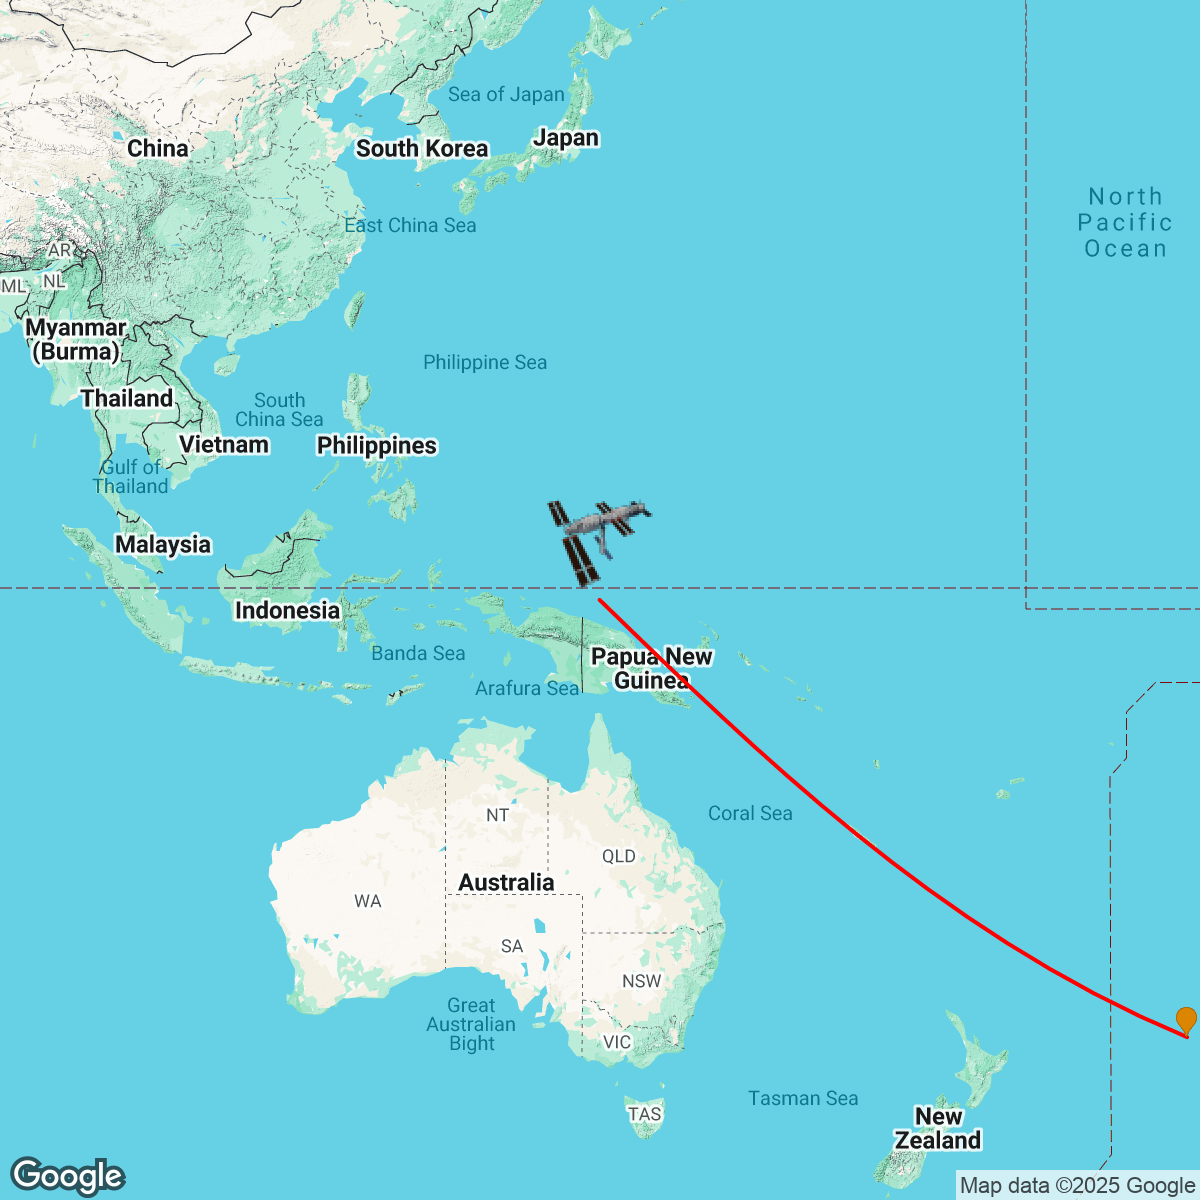 Sea of Japan
Japan
South Korea
China
North
Pacific
Ocean
East China Sea
AR
NL
ML
Myanmar
(Burma)
Philippine Sea
Thailand
South
China Sea
Vietnam
Philippines
Gulf of
Thailand
Malaysia
Indonesia
Banda Sea
Papua New
Guinea
Arafura Sea
NT
Coral Sea
QLD
Australia
WA
SA
NSW
Great
Australian
Bight
VIC
Tasman Sea
TAS
New
Zealand
Google
Map data ©2025 Google